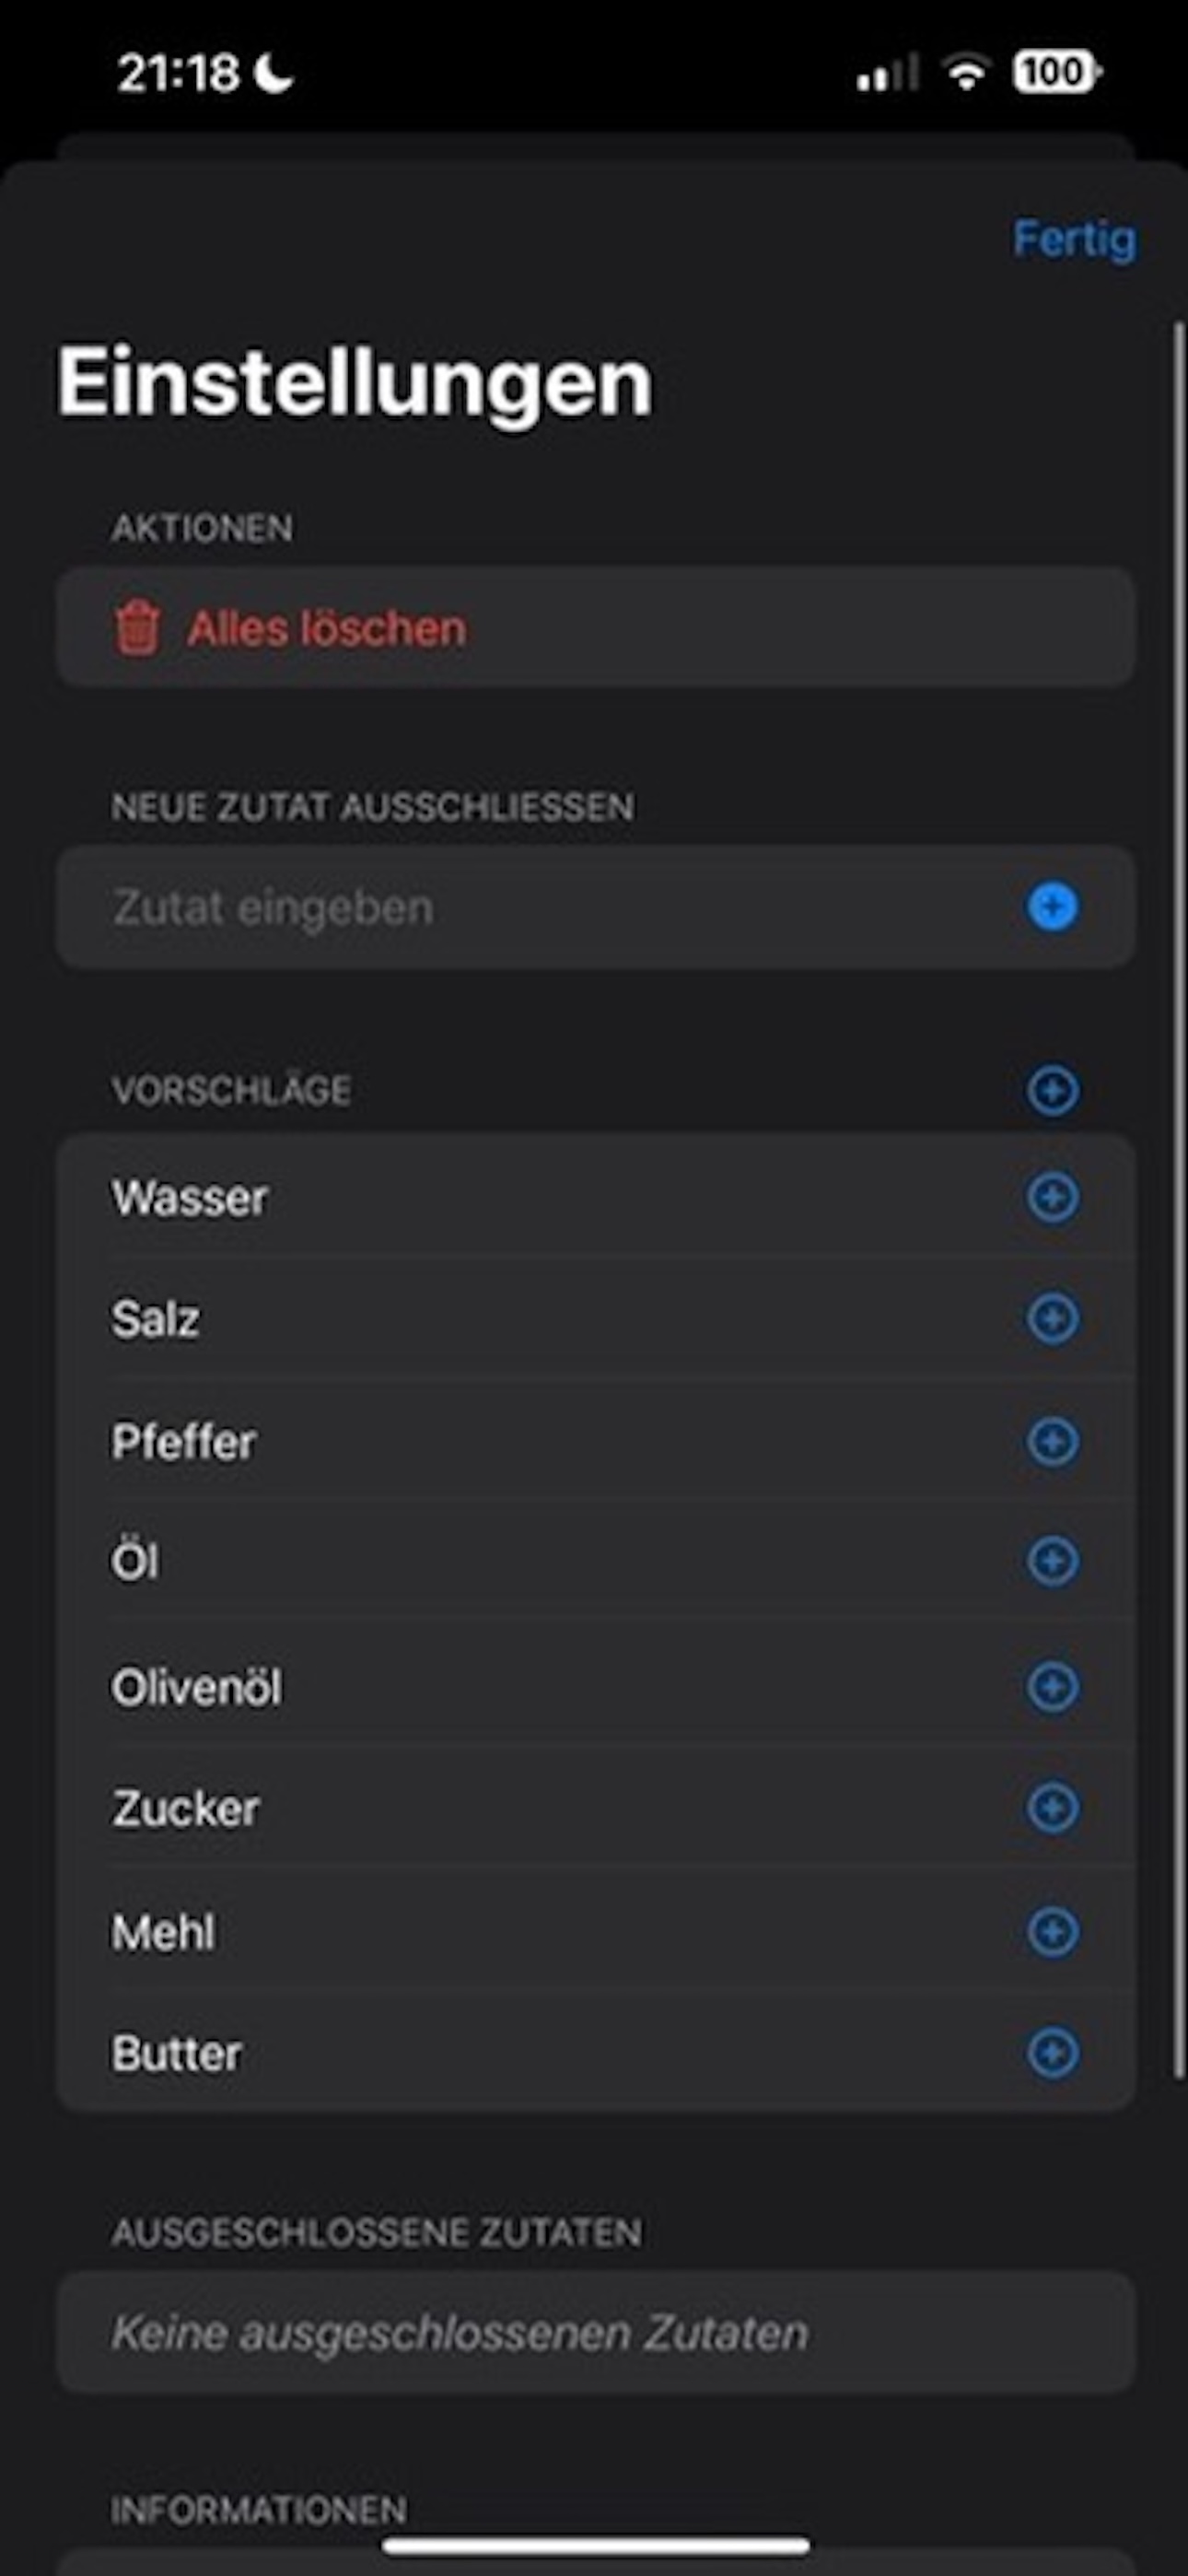 21:18
100
Fertig
Einstellungen
AKTIONEN
Alles löschen
NEUE ZUTAT AUSSCHLIESSEN
Zutat eingeben
VORSCHLÄGE
Wasser
Salz
Pfeffer
Öl
Olivenöl
Zucker
Mehl
Butter
AUSGESCHLOSSENE ZUTATEN
Keine ausgeschlossenen Zutaten
INFORMATIONEN